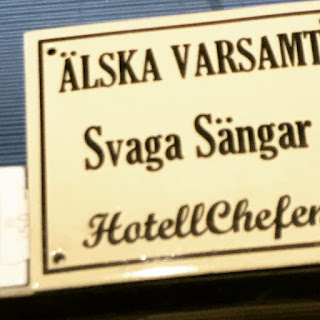 ÄLSKA VARSAMT
Svaga Sängar
HotellChefen